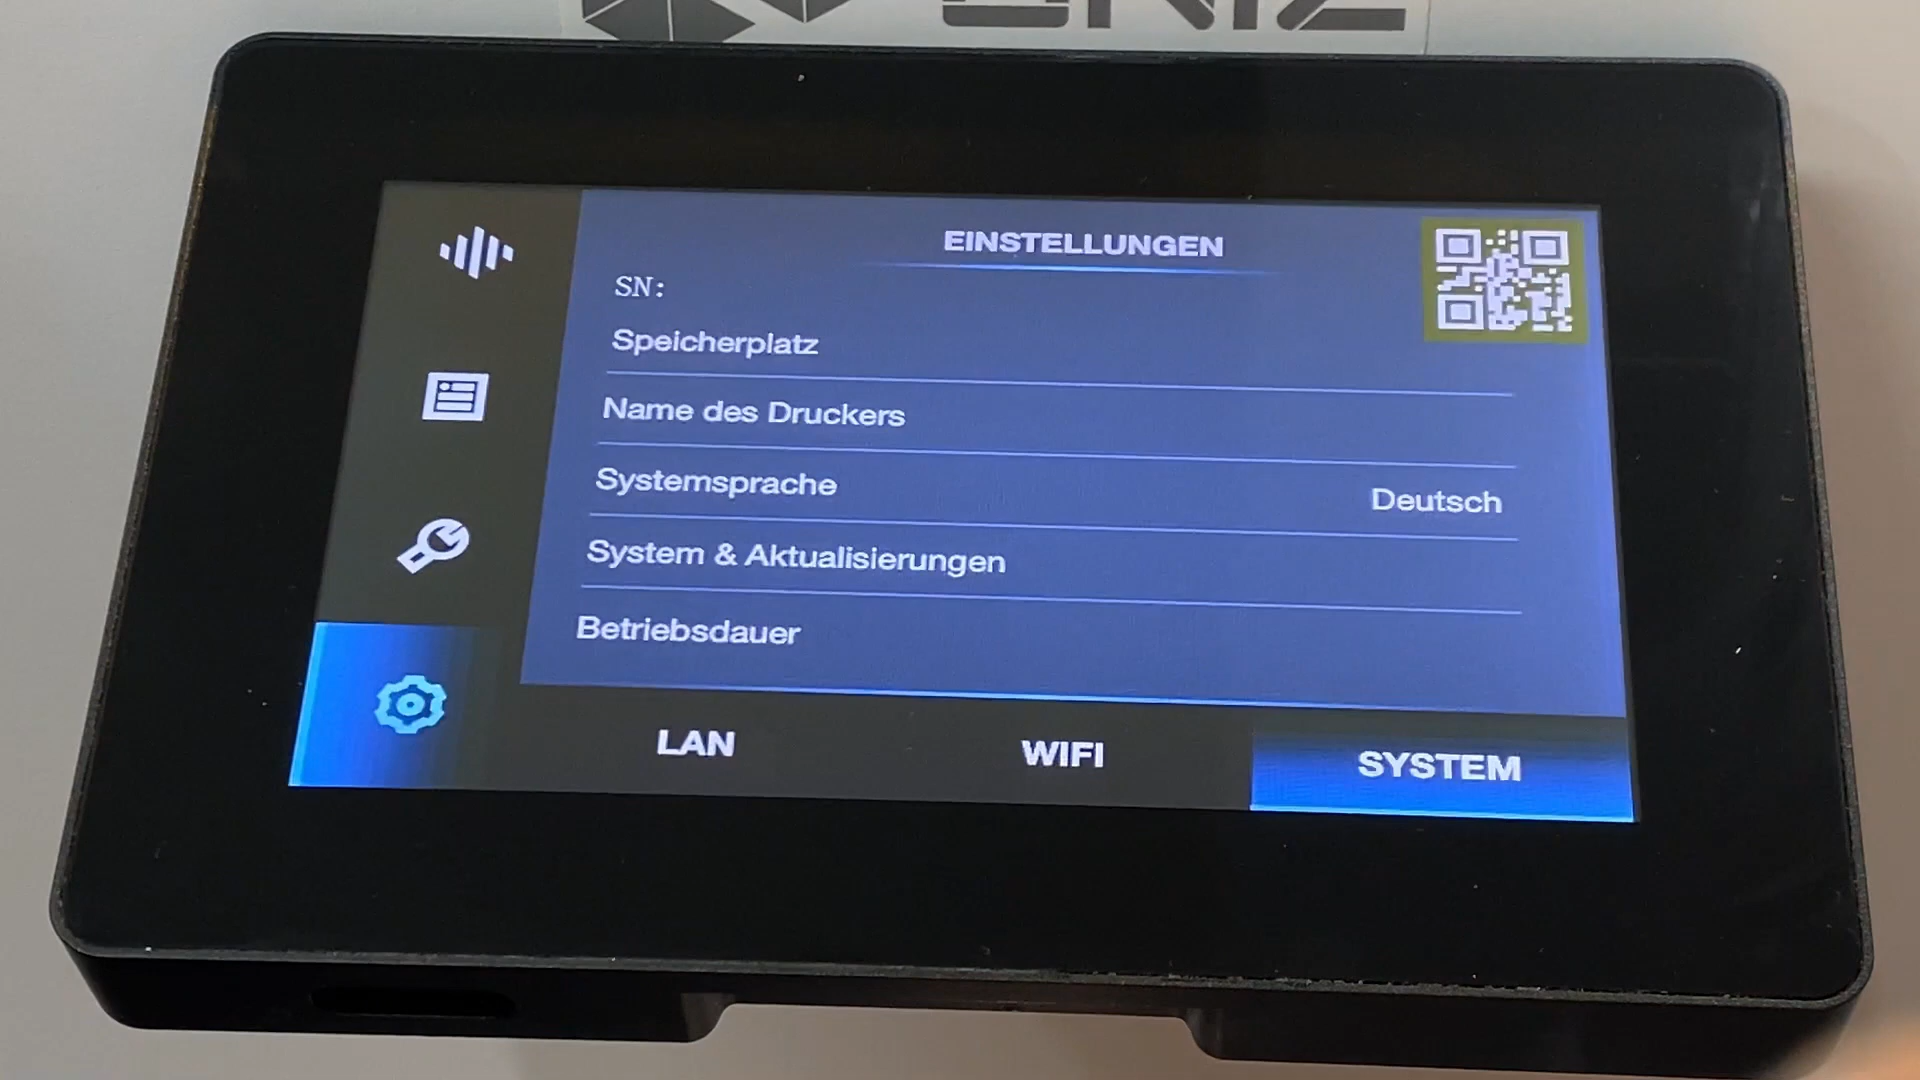 EINSTELLUNGEN
SN:
Speicherplatz
Name des Druckers
Systemsprache Deutsch
System & Aktualisierungen
Betriebsdauer
LAN WIFI SYSTEM